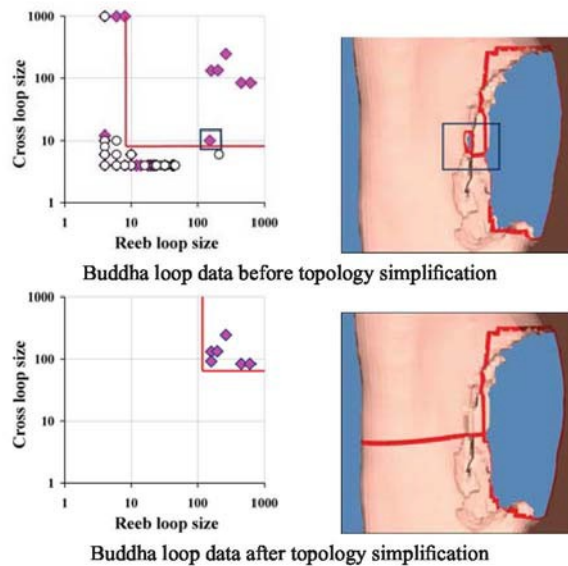 1000
100
10
1
Cross loop size
1 10 100 1000
Reeb loop size
Buddha loop data before topology simplification
1000
100
10
1
Cross loop size
1 10 100 1000
Reeb loop size
Buddha loop data after topology simplification